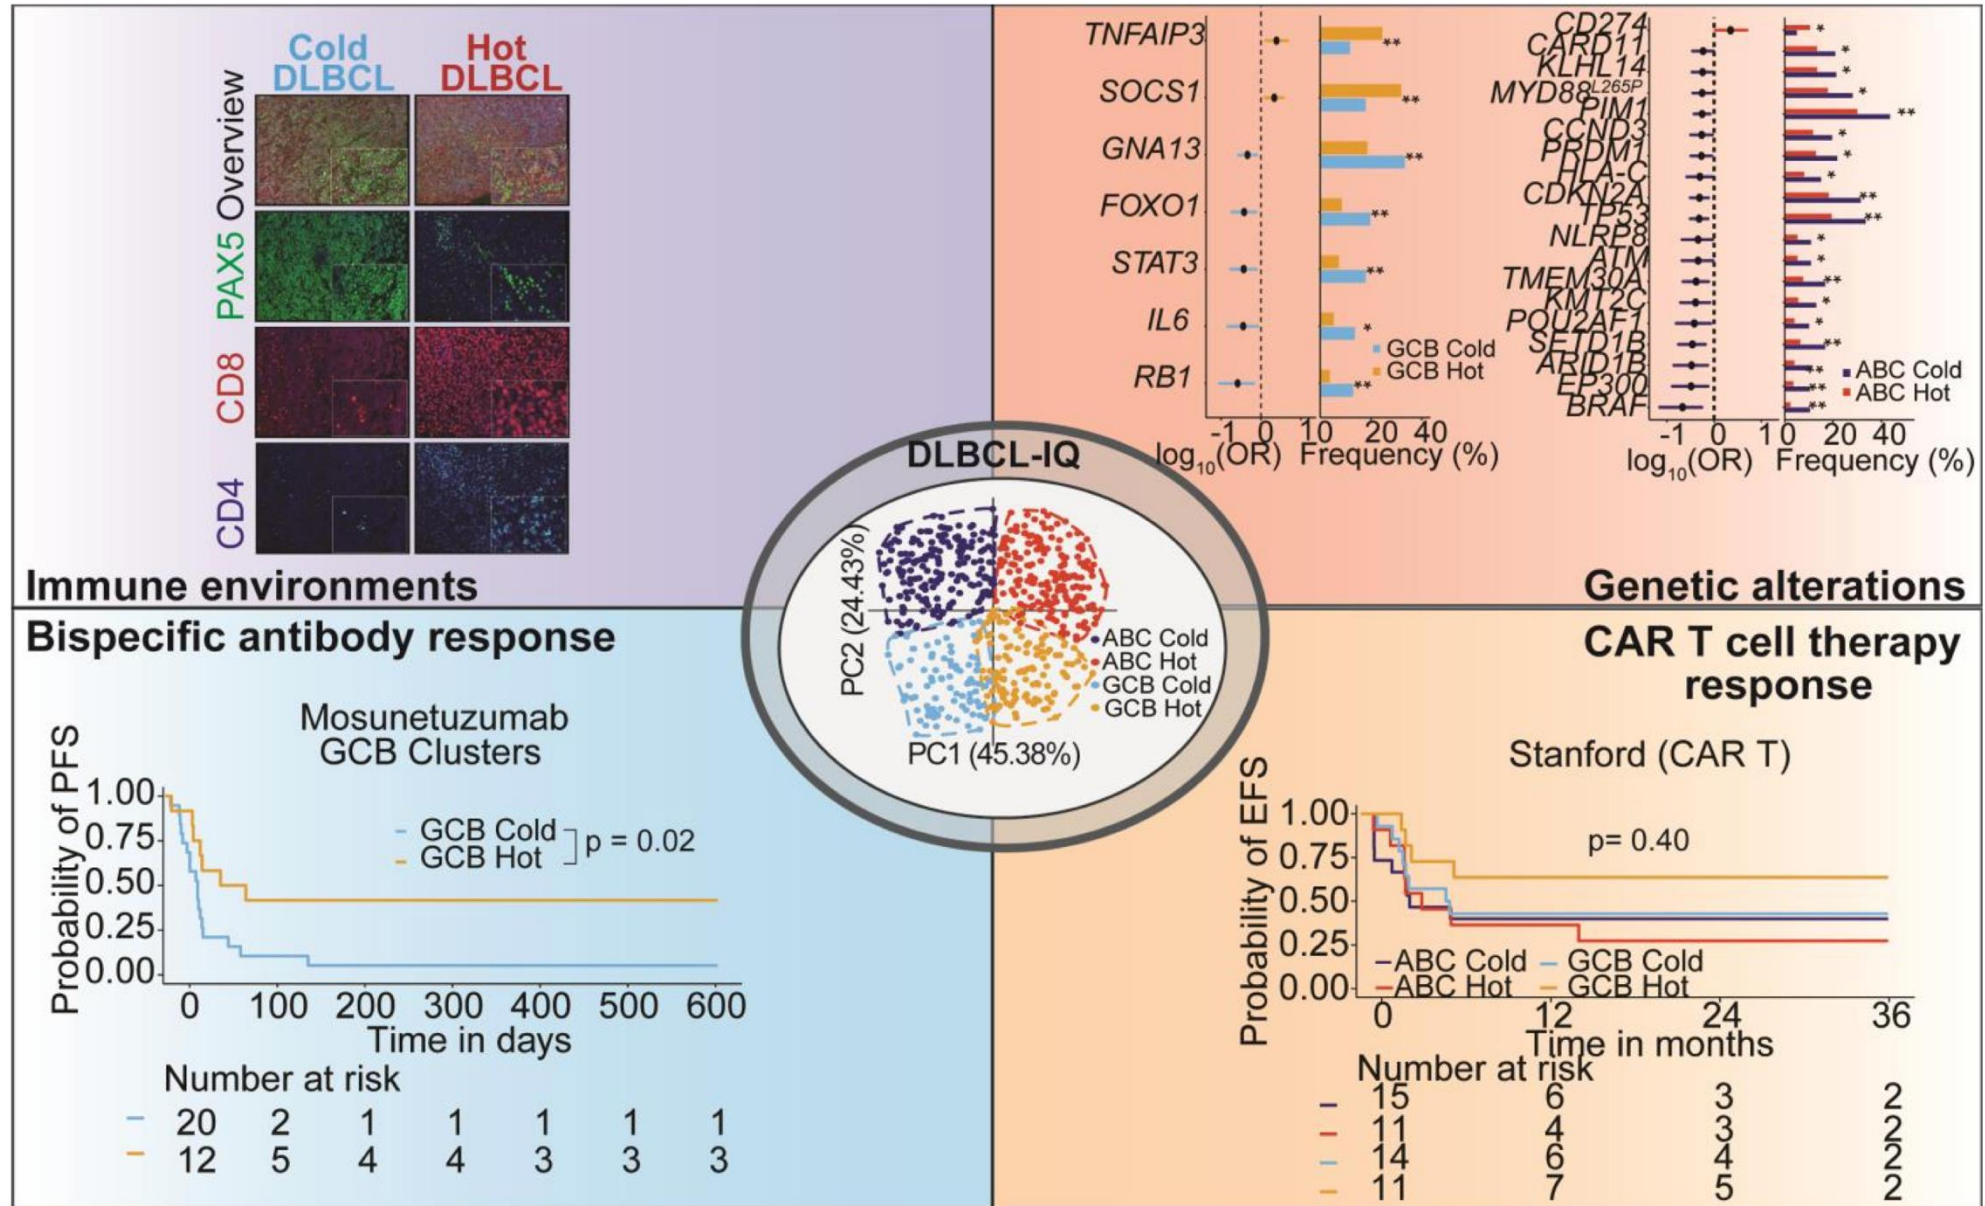 Cold
DLBCL
Hot
DLBCL
Overview
PAX5
CD8
CD4
Immune environments
TNFAIP3
**
SOCS1
**
GNA13
**
FOXO1
**
STAT3
**
IL6
*
RB1
**
GCB Cold
GCB Hot
-1 0 10 20 40
log10(OR) Frequency (%)
CD274
*
CARD11
*
KLHL14
*
MYD88L265P
*
PIM1
**
CCND3
*
PRDM1
*
HLA-C
*
CDKN2A
**
TP53
**
NLRP8
*
ATM
*
TMEM30A
**
KMT2C
*
POU2AF1
*
SETD1B
**
ARID1B
**
EP300
**
BRAF
**
ABC Cold
ABC Hot
-1 0 10 20 40
log10(OR) Frequency (%)
Genetic alterations
DLBCL-IQ
PC2 (24.43%)
ABC Cold
ABC Hot
GCB Cold
GCB Hot
PC1 (45.38%)
Bispecific antibody response
Mosunetuzumab
GCB Clusters
Probability of PFS
1.00
0.75
0.50
0.25
0.00
GCB Cold
GCB Hot
p = 0.02
0 100 200 300 400 500 600
Time in days
Number at risk
20 2 1 1 1 1 1
12 5 4 4 3 3 3
CAR T cell therapy
response
Stanford (CAR T)
Probability of EFS
1.00
0.75
0.50
0.25
0.00
p= 0.40
ABC Cold GCB Cold
ABC Hot GCB Hot
0 12 24 36
Time in months
Number at risk
15 6 3 2
11 4 3 2
14 6 4 2
11 7 5 2